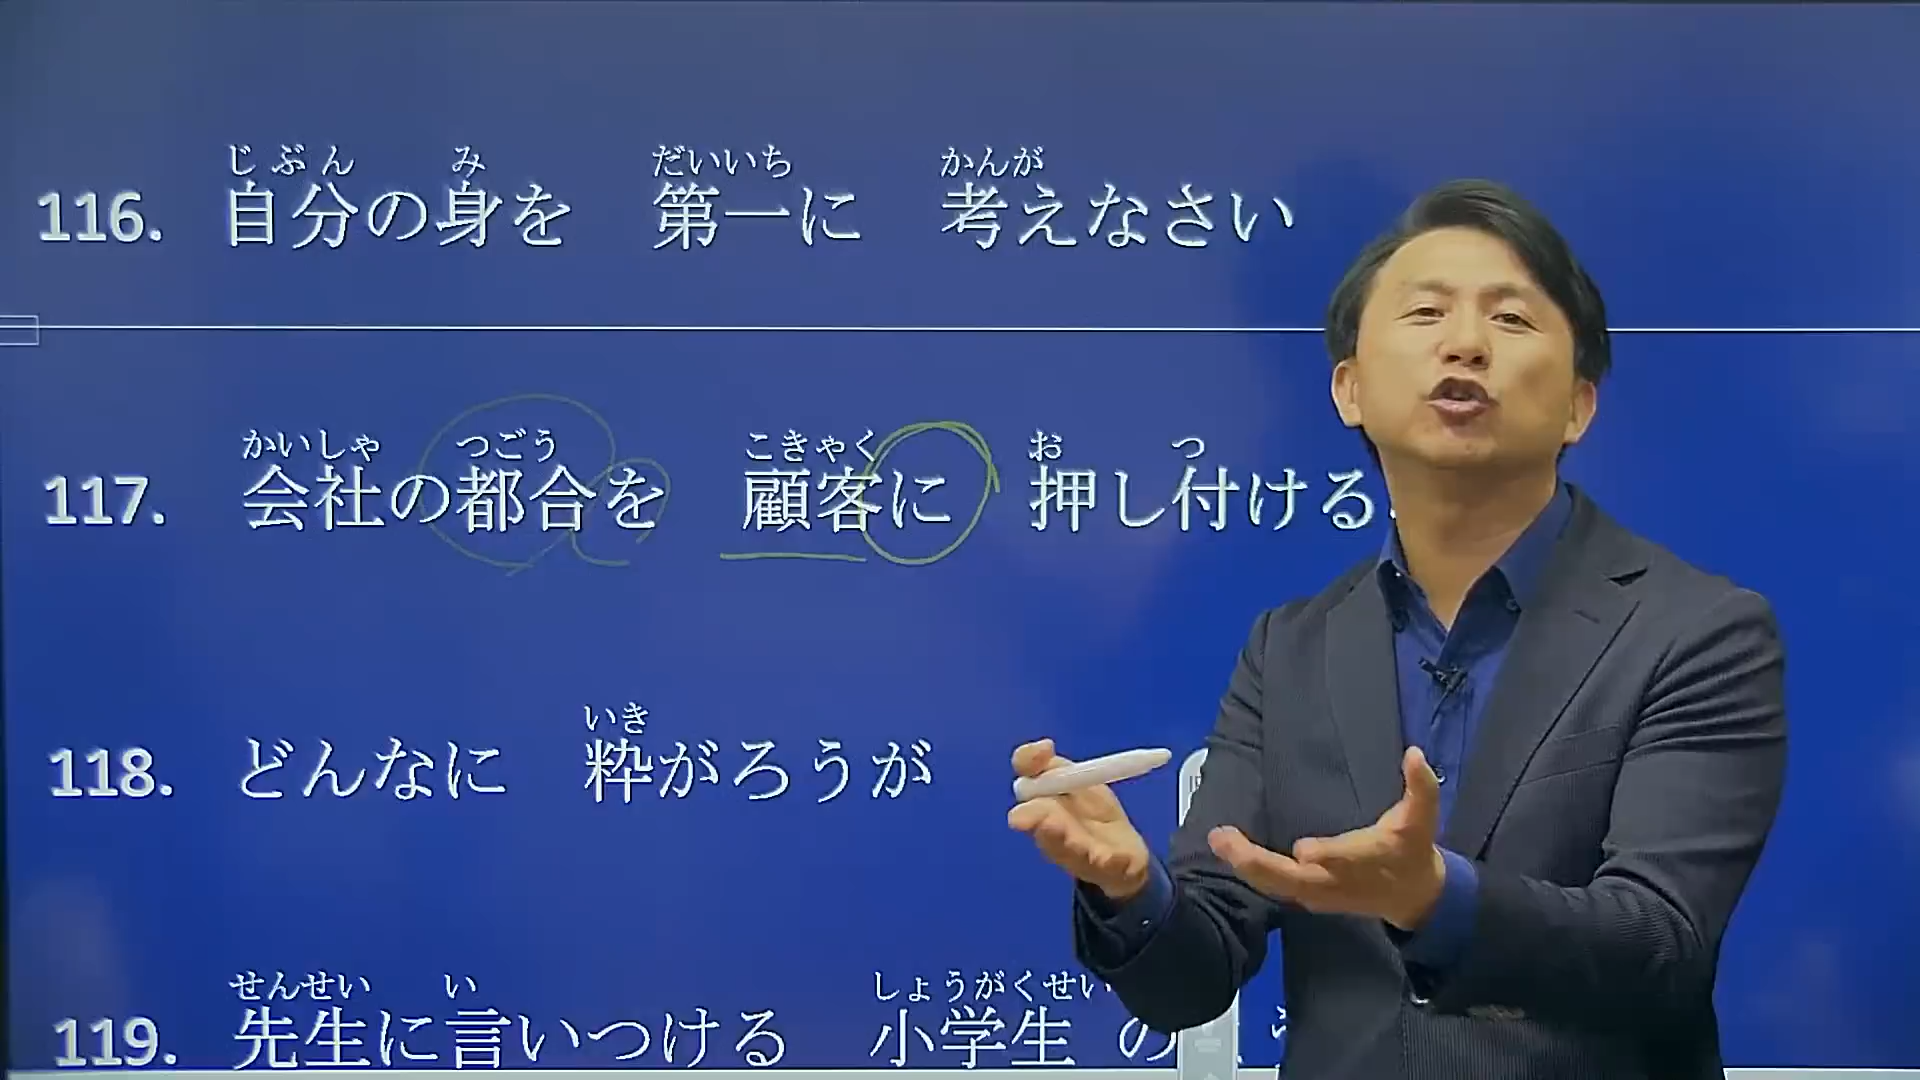 じぶん み だいいち かんが
116. 自分の身を 第一に 考えなさい
かいしゃ つごう こきゃく お つ
117. 会社の都合を 顧客に 押し付ける
いき
118. どんなに 粋がろうが
せんせい い しょうがくせい
119. 先生に言いつける 小学生 の